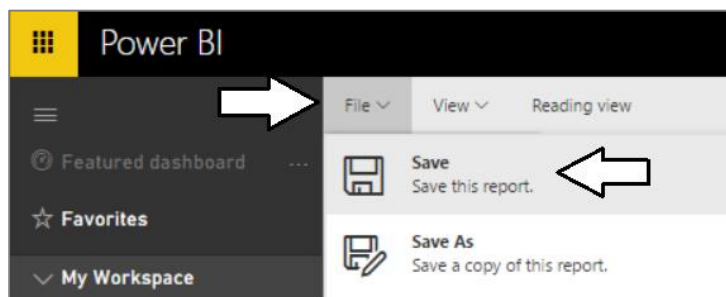 Power BI
File View Reading view
Featured dashboard ...
Save
Save this report.
Favorites
Save As
Save a copy of this report.
My Workspace